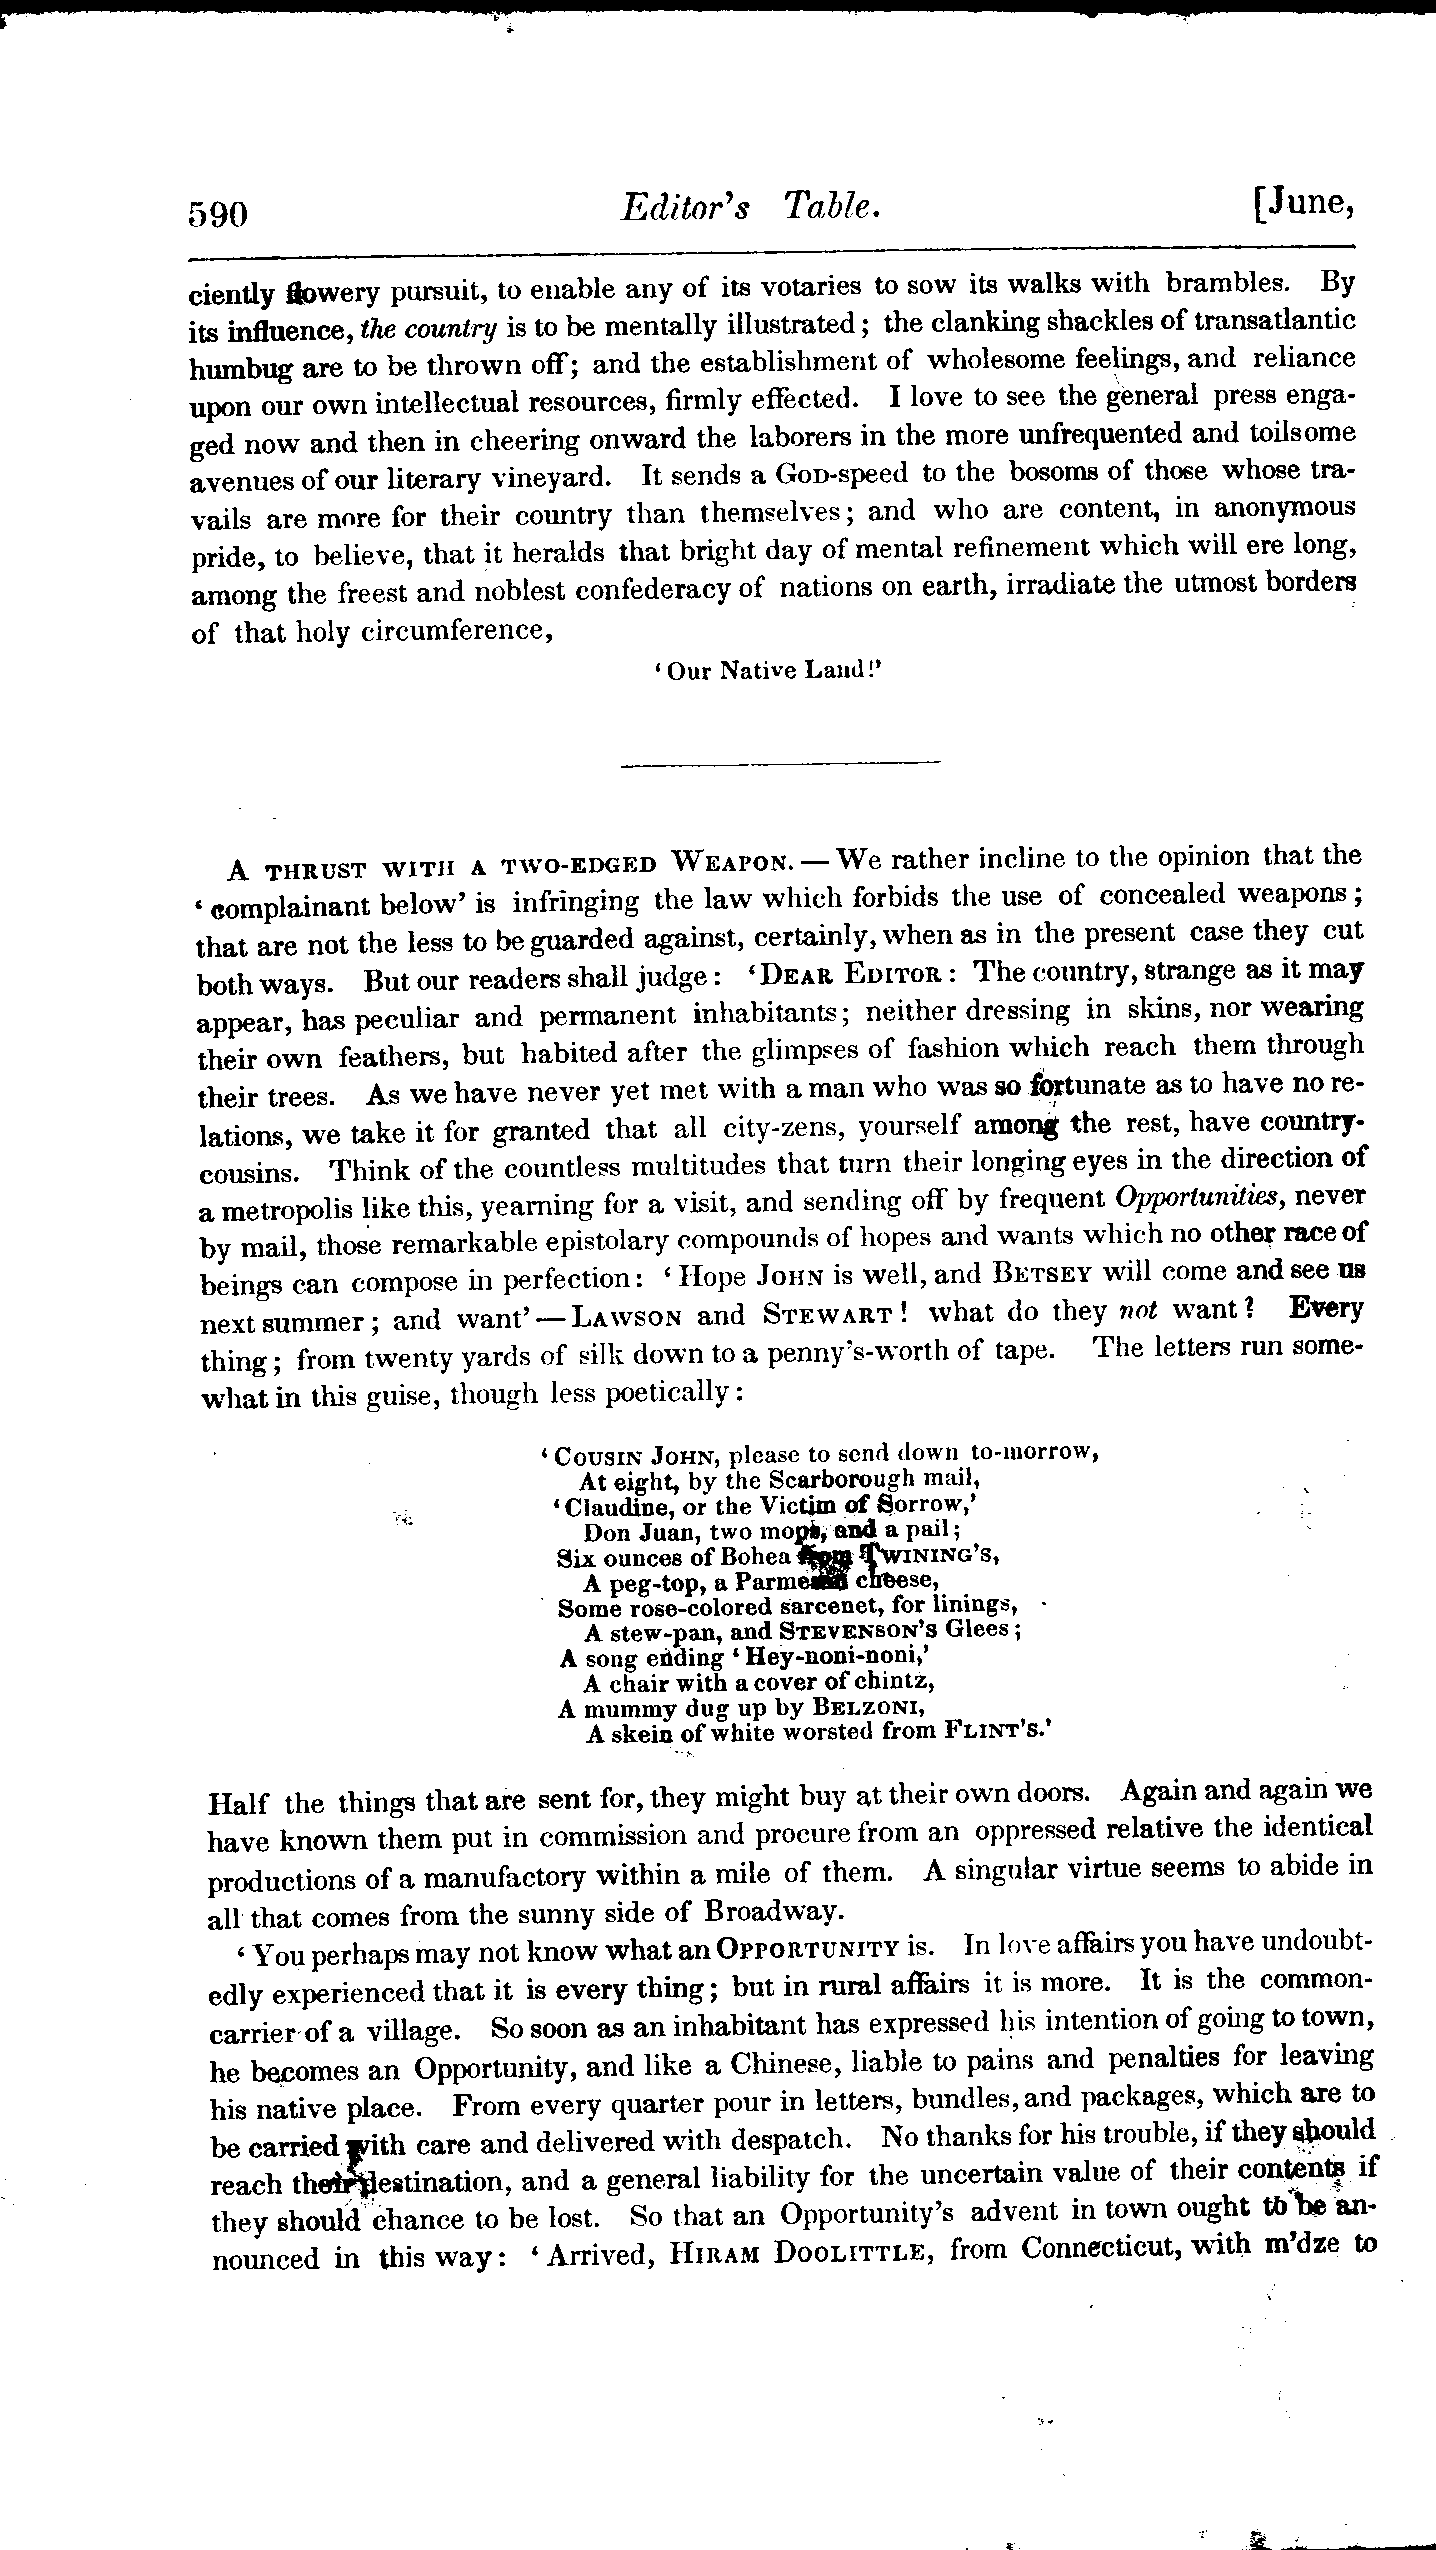 590 Editor's Table. [June,
ciently flowery pursuit, to enable any of its votaries to sow its walks with brambles. By
its influence, the country is to be mentally illustrated; the clanking shackles of transatlantic
humbug are to be thrown off; and the establishment of wholesome feelings, and reliance
upon our own intellectual resources, firmly effected. I love to see the general press enga-
ged now and then in cheering onward the laborers in the more unfrequented and toilsome
avenues of our literary vineyard. It sends a GOD-speed to the bosoms of those whose tra-
vails are more for their country than themselves; and who are content, in anonymous
pride, to believe, that it heralds that bright day of mental refinement which will ere long,
among the freest and noblest confederacy of nations on earth, irradiate the utmost borders
of that holy circumference,
'Our Native Land!'
A THRUST WITH A TWO-EDGED WEAPON. — We rather incline to the opinion that the
'complainant below' is infringing the law which forbids the use of concealed weapons;
that are not the less to be guarded against, certainly, when as in the present case they cut
both ways. But our readers shall judge: 'DEAR EDITOR: The country, strange as it may
appear, has peculiar and permanent inhabitants; neither dressing in skins, nor wearing
their own feathers, but habited after the glimpses of fashion which reach them through
their trees. As we have never yet met with a man who was so fortunate as to have no re-
lations, we take it for granted that all city-zens, yourself among the rest, have country-
cousins. Think of the countless multitudes that turn their longing eyes in the direction of
a metropolis like this, yearning for a visit, and sending off by frequent Opportunities, never
by mail, those remarkable epistolary compounds of hopes and wants which no other race of
beings can compose in perfection: 'Hope JOHN is well, and BETSEY will come and see us
next summer; and want' — LAWSON and STEWART! what do they not want? Every
thing; from twenty yards of silk down to a penny's-worth of tape. The letters run some-
what in this guise, though less poetically:
'COUSIN JOHN, please to send down to-morrow,
At eight, by the Scarborough mail,
'Claudine, or the Victim of Sorrow,'
Don Juan, two mops, and a pail;
Six ounces of Bohea from TWINING'S,
A peg-top, a Parmesan cheese,
Some rose-colored sarcenet, for linings,
A stew-pan, and STEVENSON'S Glees;
A song ending 'Hey-noni-noni,'
A chair with a cover of chintz,
A mummy dug up by BELZONI,
A skein of white worsted from FLINT'S.'
Half the things that are sent for, they might buy at their own doors. Again and again we
have known them put in commission and procure from an oppressed relative the identical
productions of a manufactory within a mile of them. A singular virtue seems to abide in
all that comes from the sunny side of Broadway.
'You perhaps may not know what an OPPORTUNITY is. In love affairs you have undoubt-
edly experienced that it is every thing; but in rural affairs it is more. It is the common-
carrier of a village. So soon as an inhabitant has expressed his intention of going to town,
he becomes an Opportunity, and like a Chinese, liable to pains and penalties for leaving
his native place. From every quarter pour in letters, bundles, and packages, which are to
be carried with care and delivered with despatch. No thanks for his trouble, if they should
reach their destination, and a general liability for the uncertain value of their contents if
they should chance to be lost. So that an Opportunity's advent in town ought to be an-
nounced in this way: 'Arrived, HIRAM DOOLITTLE, from Connecticut, with m'dze to